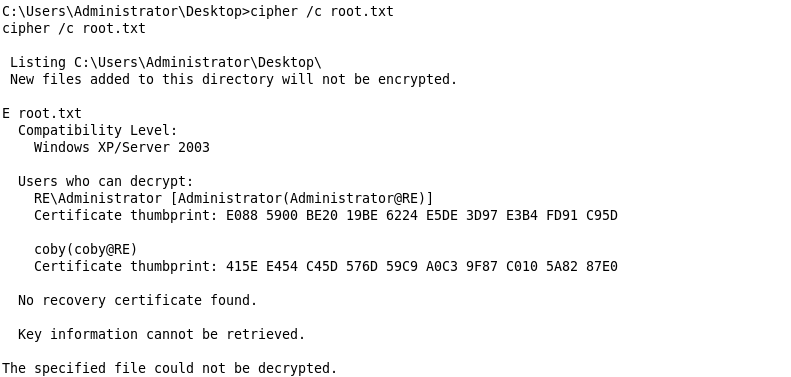 C:\Users\Administrator\Desktop>cipher /c root.txt
cipher /c root.txt
Listing C:\Users\Administrator\Desktop\
New files added to this directory will not be encrypted.
E root.txt
Compatibility Level:
Windows XP/Server 2003
Users who can decrypt:
RE\Administrator [Administrator(Administrator@RE)]
Certificate thumbprint: E088 5900 BE20 19BE 6224 E5DE 3D97 E3B4 FD91 C95D
coby(coby@RE)
Certificate thumbprint: 415E E454 C45D 576D 59C9 A0C3 9F87 C010 5A82 87E0
No recovery certificate found.
Key information cannot be retrieved.
The specified file could not be decrypted.